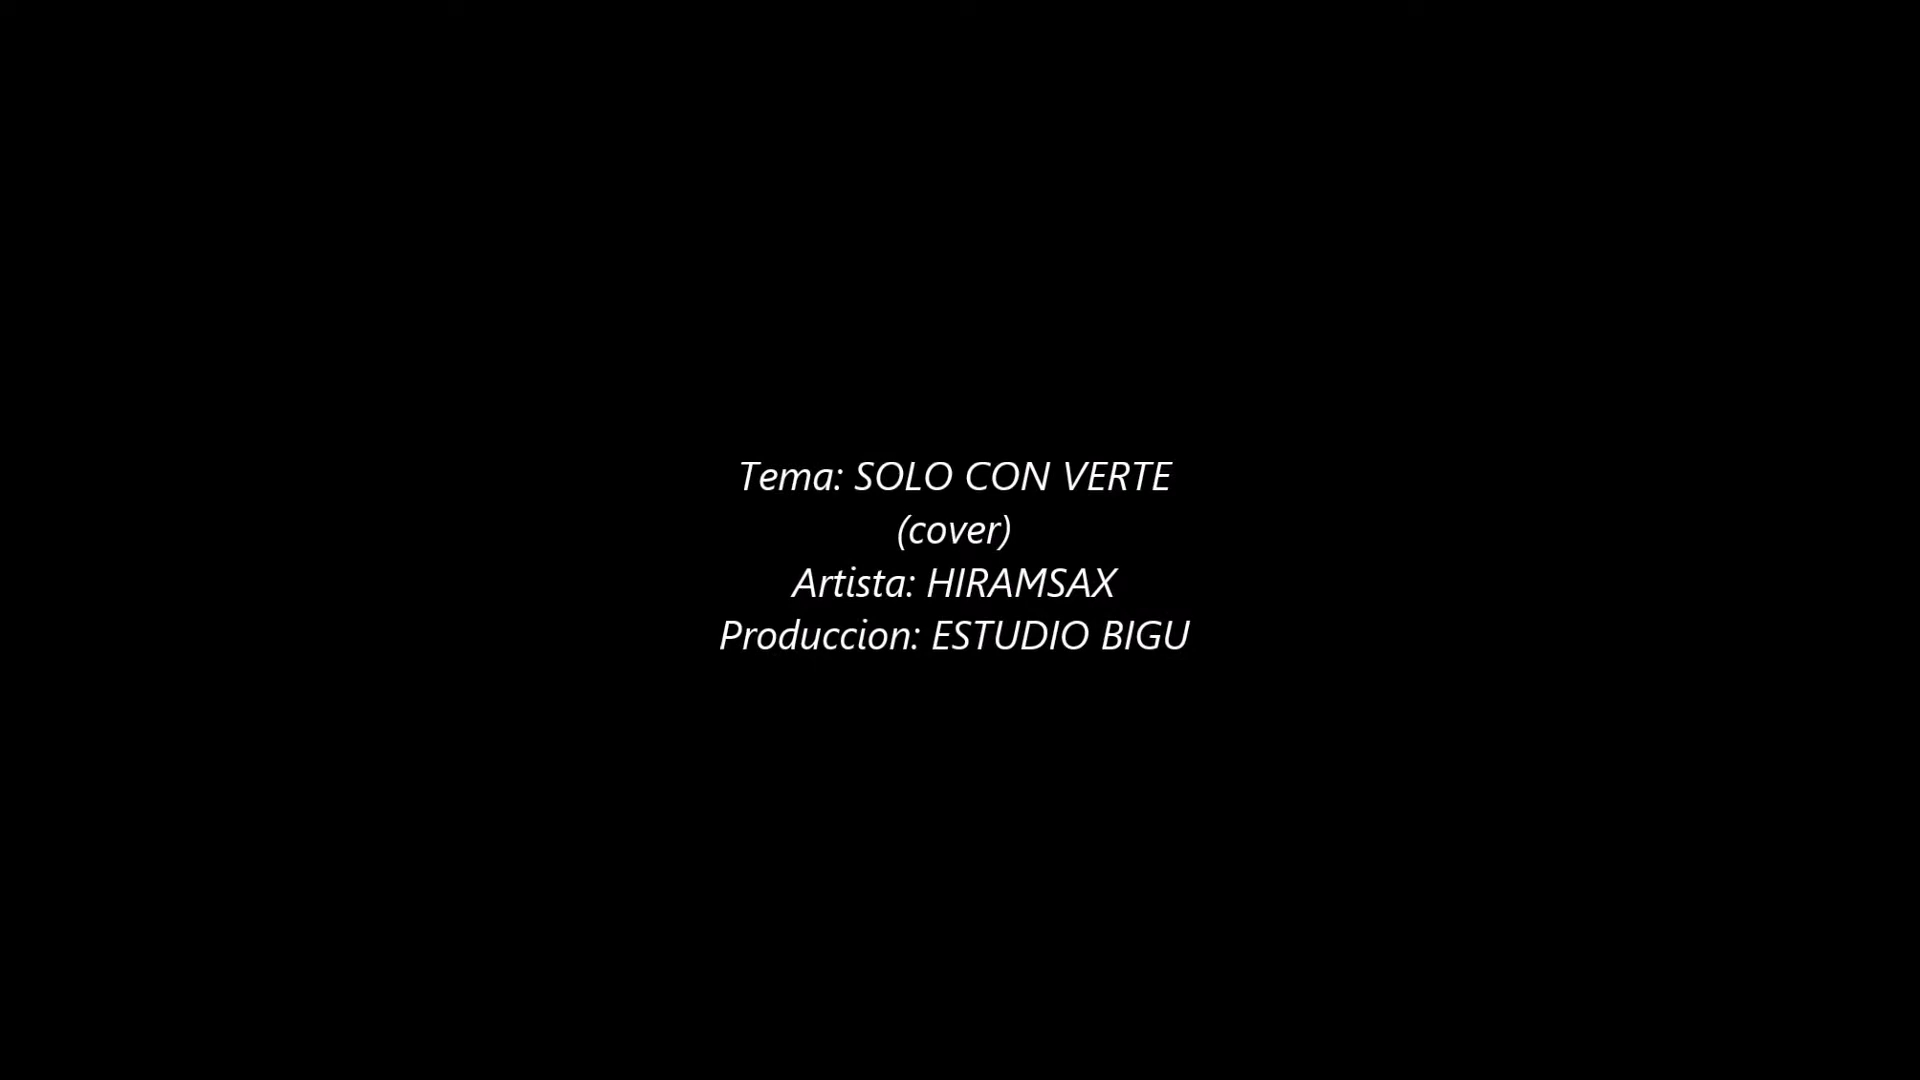 Tema: SOLO CON VERTE
(cover)
Artista: HIRAMSAX
Produccion: ESTUDIO BIGU